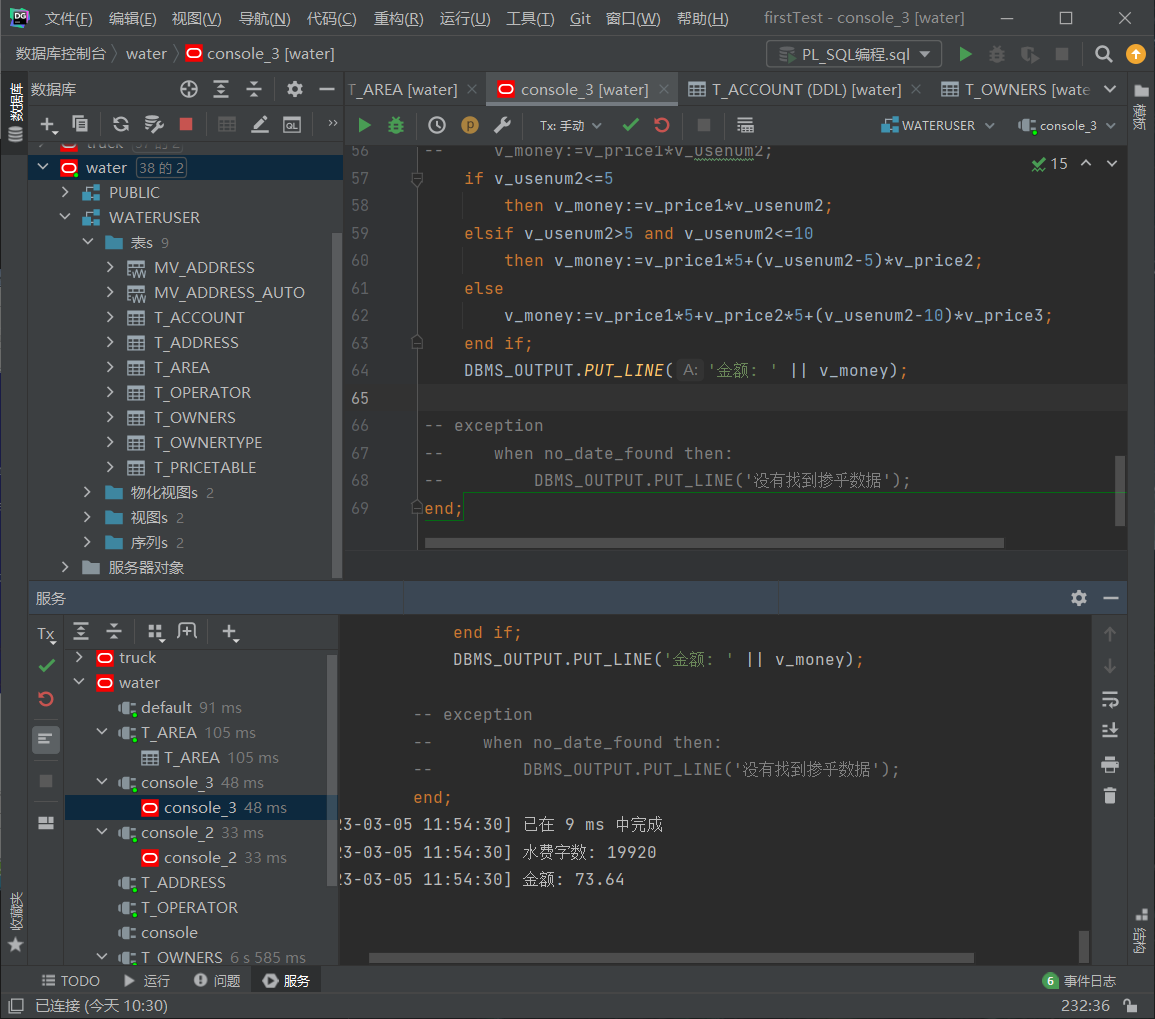 DG 文件(F) 编辑(E) 视图(V) 导航(N) 代码(C) 重构(R) 运行(U) 工具(T) Git 窗口(W) 帮助(H) firstTest - console_3 [water]
数据库控制台 water console_3 [water] PL_SQL编程.sql
数据库
T_AREA [water] console_3 [water] T_ACCOUNT (DDL) [water] T_OWNERS [wate
QL Tx: 手动 WATERUSER console_3
truck 37 的 2
water 38 的 2
PUBLIC
WATERUSER
表s 9
MV_ADDRESS
MV_ADDRESS_AUTO
T_ACCOUNT
T_ADDRESS
T_AREA
T_OPERATOR
T_OWNERS
T_OWNERTYPE
T_PRICETABLE
物化视图s 2
视图s 2
序列s 2
服务器对象
数据库
收藏夹
15
56 -- v_money:=v_price1*v_usenum2;
57 if v_usenum2<=5
58 then v_money:=v_price1*v_usenum2;
59 elsif v_usenum2>5 and v_usenum2<=10
60 then v_money:=v_price1*5+(v_usenum2-5)*v_price2;
61 else
62 v_money:=v_price1*5+v_price2*5+(v_usenum2-10)*v_price3;
63 end if;
64 DBMS_OUTPUT.PUT_LINE( A: '金额: ' || v_money);
65
66 -- exception
67 -- when no_date_found then:
68 -- DBMS_OUTPUT.PUT_LINE('没有找到掺乎数据');
69 end;
结构
服务
Tx
truck
water
default 91 ms
T_AREA 105 ms
T_AREA 105 ms
console_3 48 ms
console_3 48 ms
console_2 33 ms
console_2 33 ms
T_ADDRESS
T_OPERATOR
console
T_OWNERS 6 s 585 ms
end if;
DBMS_OUTPUT.PUT_LINE('金额: ' || v_money);
-- exception
-- when no_date_found then:
-- DBMS_OUTPUT.PUT_LINE('没有找到掺乎数据');
end;
23-03-05 11:54:30] 已在 9 ms 中完成
23-03-05 11:54:30] 水费字数: 19920
23-03-05 11:54:30] 金额: 73.64
TODO 运行 问题 服务 6 事件日志
已连接 (今天 10:30) 232:36